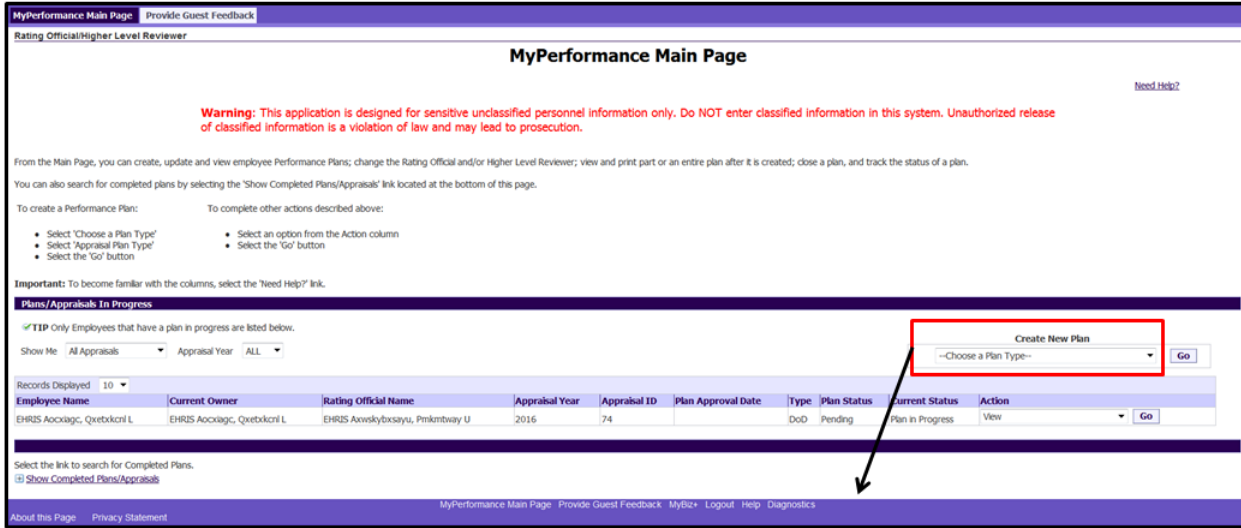 MyPerformance Main Page Provide Guest Feedback
Rating Official/Higher Level Reviewer
MyPerformance Main Page
Need Help?
Warning: This application is designed for sensitive unclassified personnel information only. Do NOT enter classified information in this system. Unauthorized release
of classified information is a violation of law and may lead to prosecution.
From the Main Page, you can create, update and view employee Performance Plans; change the Rating Official and/or Higher Level Reviewer; view and print part or an entire plan after it is created; close a plan, and track the status of a plan.
You can also search for completed plans by selecting the 'Show Completed Plans/Appraisals' link located at the bottom of this page.
To create a Performance Plan: To complete other actions described above:
Select 'Choose a Plan Type' Select an option from the Action column
Select 'Appraisal Plan Type' Select the 'Go' button
Select the 'Go' button
Important: To become familiar with the columns, select the 'Need Help?' link.
Plans/Appraisals In Progress
TIP Only Employees that have a plan in progress are listed below.
Create New Plan
Show Me All Appraisals Appraisal Year ALL --Choose a Plan Type-- Go
Records Displayed 10
Employee Name Current Owner Rating Official Name Appraisal Year Appraisal ID Plan Approval Date Type Plan Status Current Status Action
EHRIS Aocxiagc, Qxetxkcnl L EHRIS Aocxiagc, Qxetxkcnl L EHRIS Axwskybxsayu, Pmkmtway U 2016 74 DoD Pending Plan in Progress View Go
Select the link to search for Completed Plans.
Show Completed Plans/Appraisals
MyPerformance Main Page Provide Guest Feedback MyBiz+ Logout Help Diagnostics
About this Page Privacy Statement